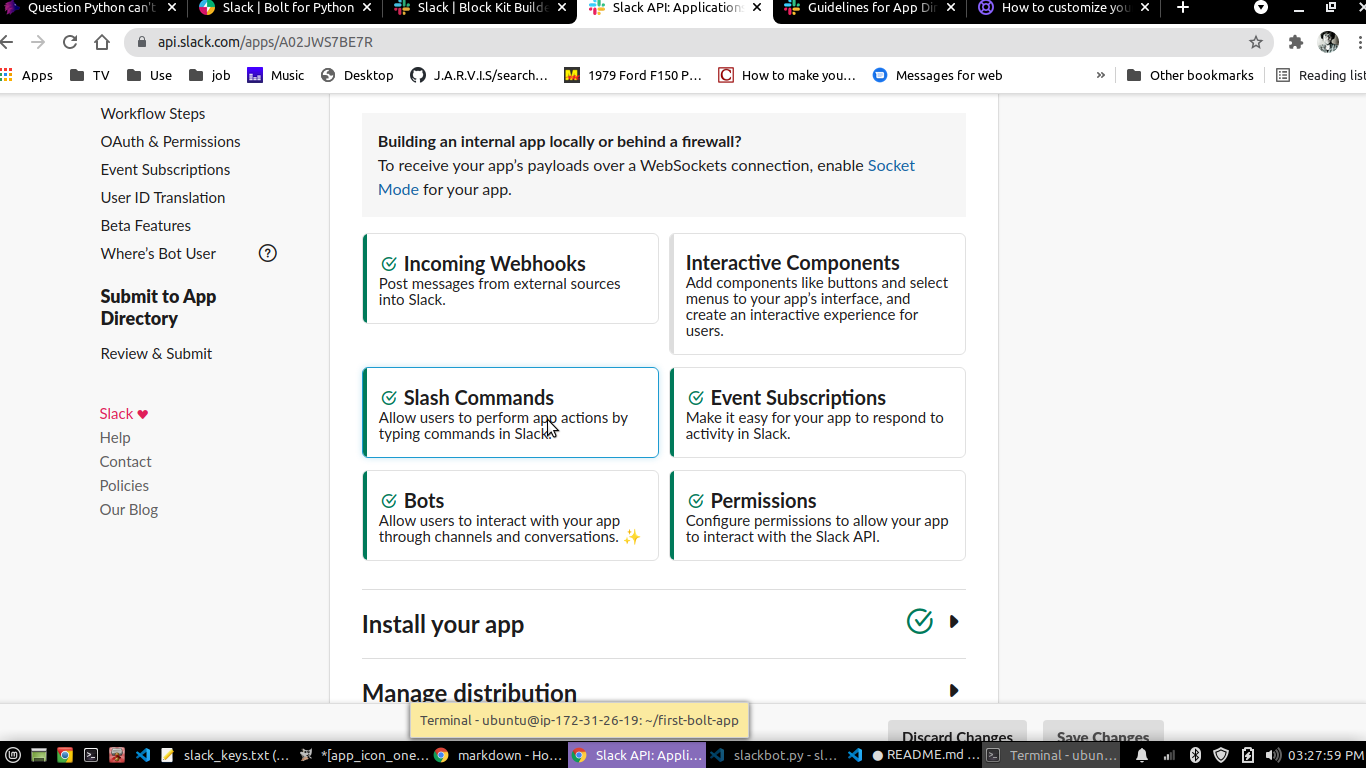 Question Python can't
Slack | Bolt for Python
Slack | Block Kit Builde
Slack API: Application
Guidelines for App Di
How to customize you
api.slack.com/apps/A02JWS7BE7R
Apps
TV
Use
job
Music
Desktop
J.A.R.V.I.S/search...
1979 Ford F150 P...
How to make you...
Messages for web
»
Other bookmarks
Reading list
Workflow Steps
OAuth & Permissions
Event Subscriptions
User ID Translation
Beta Features
Where's Bot User
?
Submit to App
Directory
Review & Submit
Slack
Help
Contact
Policies
Our Blog
Building an internal app locally or behind a firewall?
To receive your app's payloads over a WebSockets connection, enable Socket
Mode for your app.
Incoming Webhooks
Post messages from external sources
into Slack.
Interactive Components
Add components like buttons and select
menus to your app's interface, and
create an interactive experience for
users.
Slash Commands
Allow users to perform app actions by
typing commands in Slack.
Event Subscriptions
Make it easy for your app to respond to
activity in Slack.
Bots
Allow users to interact with your app
through channels and conversations. ✨
Permissions
Configure permissions to allow your app
to interact with the Slack API.
Install your app
Manage distribution
Discard Changes
Save Changes
Terminal - ubuntu@ip-172-31-26-19: ~/first-bolt-app
slack_keys.txt (...
*[app_icon_one...
markdown - Ho...
Slack API: Appli...
slackbot.py - sl...
● README.md ...
Terminal - ubun...
03:27:59 PM